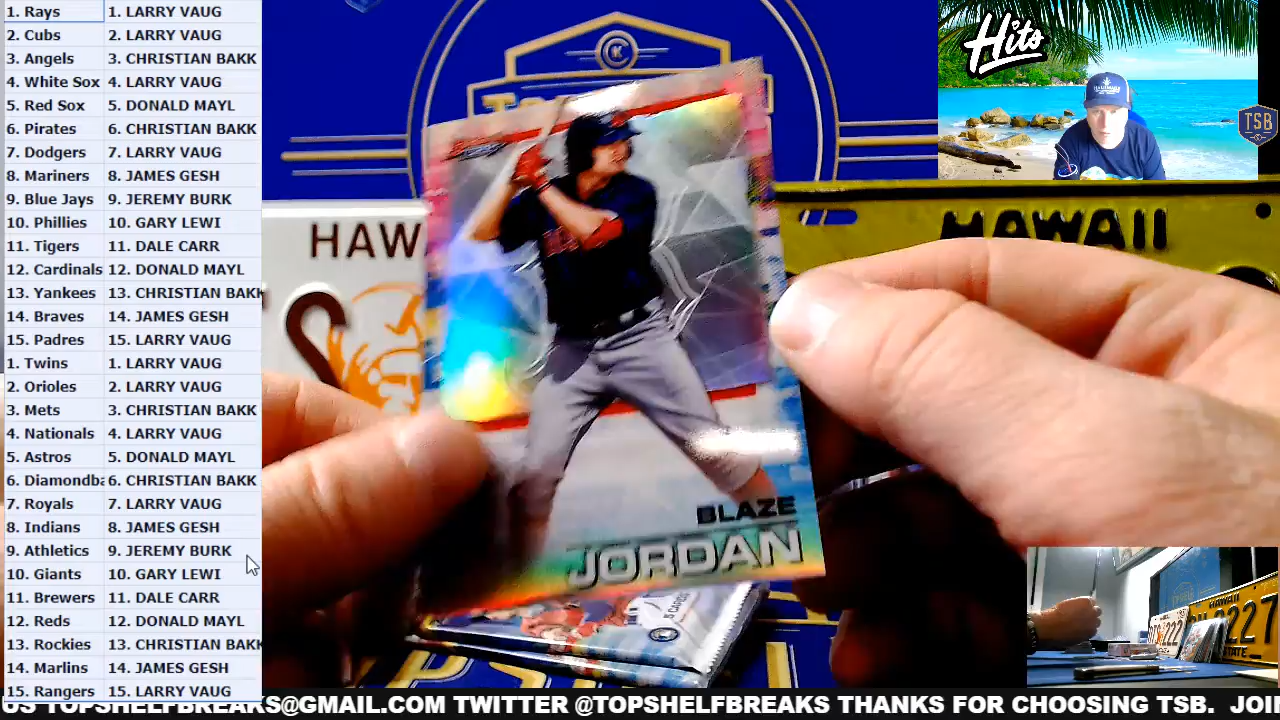 1. Rays 1. LARRY VAUG
2. Cubs 2. LARRY VAUG
3. Angels 3. CHRISTIAN BAKK
4. White Sox 4. LARRY VAUG
5. Red Sox 5. DONALD MAYL
6. Pirates 6. CHRISTIAN BAKK
7. Dodgers 7. LARRY VAUG
8. Mariners 8. JAMES GESH
9. Blue Jays 9. JEREMY BURK
10. Phillies 10. GARY LEWI
11. Tigers 11. DALE CARR
12. Cardinals 12. DONALD MAYL
13. Yankees 13. CHRISTIAN BAKK
14. Braves 14. JAMES GESH
15. Padres 15. LARRY VAUG
1. Twins 1. LARRY VAUG
2. Orioles 2. LARRY VAUG
3. Mets 3. CHRISTIAN BAKK
4. Nationals 4. LARRY VAUG
5. Astros 5. DONALD MAYL
6. Diamondba 6. CHRISTIAN BAKK
7. Royals 7. LARRY VAUG
8. Indians 8. JAMES GESH
9. Athletics 9. JEREMY BURK
10. Giants 10. GARY LEWI
11. Brewers 11. DALE CARR
12. Reds 12. DONALD MAYL
13. Rockies 13. CHRISTIAN BAKK
14. Marlins 14. JAMES GESH
15. Rangers 15. LARRY VAUG
Hits
TSB
HAW
HAWAII
BLAZE
JORDAN
5 CARDS
HAWAII
222
227
STATE
US TOPSHELFBREAKS@GMAIL.COM TWITTER @TOPSHELFBREAKS THANKS FOR CHOOSING TSB. JOI